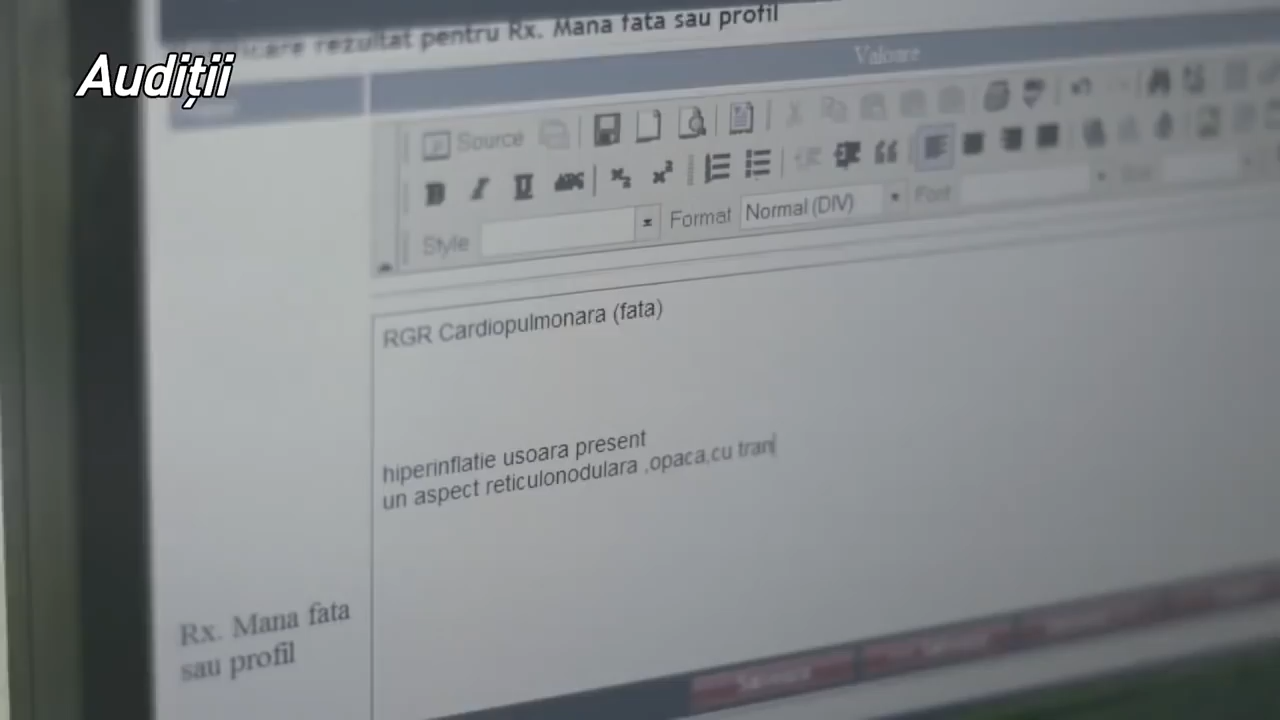 rezultat pentru Rx. Mana fata sau profil
Audiții
Valoare
Source
Style
Format
Normal (DIV)
Font
RGR Cardiopulmonara (fata)
hiperinflatie usoara present
un aspect reticulonodulara ,opaca,cu tran
Rx. Mana fata
sau profil